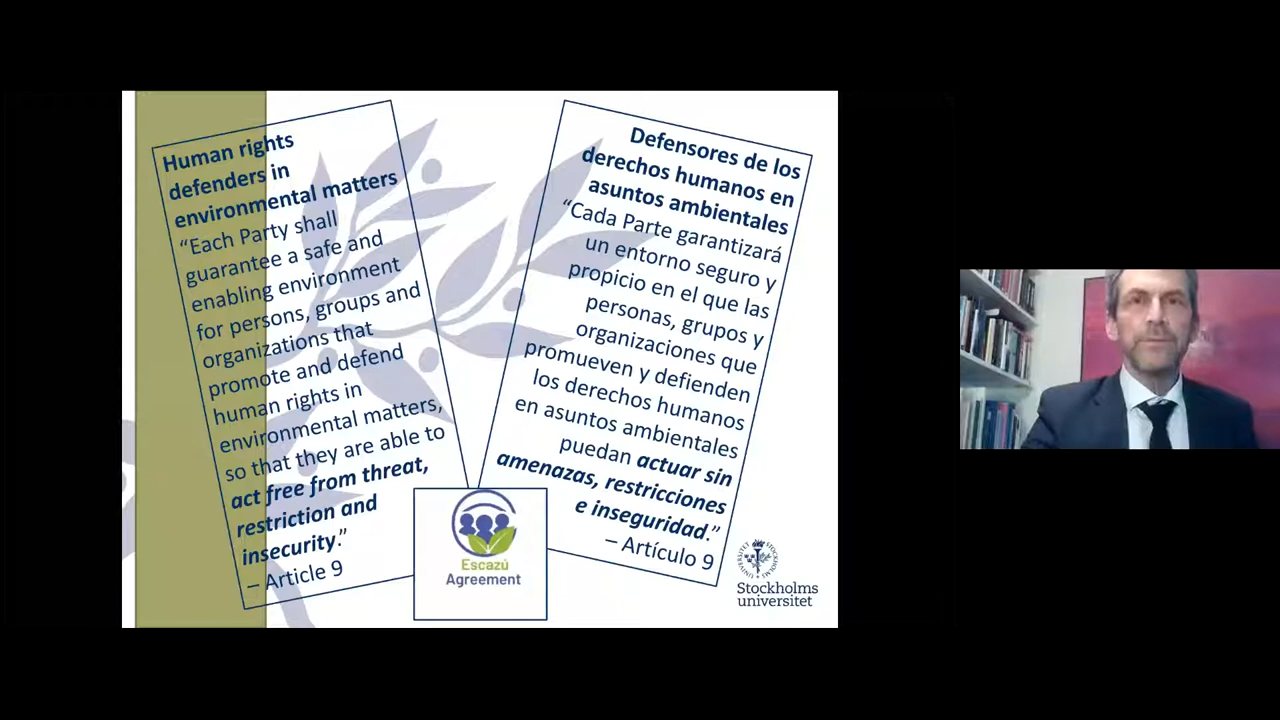 Human rights
defenders in
environmental matters
“Each Party shall
guarantee a safe and
enabling environment
for persons, groups and
organizations that
promote and defend
human rights in
environmental matters,
so that they are able to
act free from threat,
restriction and
insecurity.”
– Article 9
Defensores de los
derechos humanos en
asuntos ambientales
“Cada Parte garantizará
un entorno seguro y
propicio en el que las
personas, grupos y
organizaciones que
promueven y defienden
los derechos humanos
en asuntos ambientales
puedan actuar sin
amenazas, restricciones
e inseguridad.”
– Artículo 9
Escazú
Agreement
Stockholms
universitet